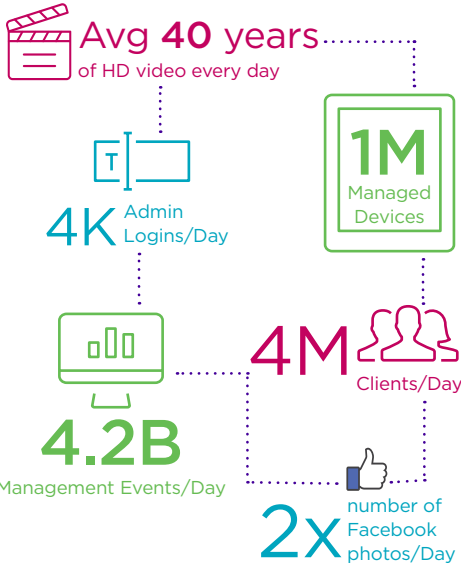 Avg 40 years
of HD video every day
1M
Managed
Devices
T
4K Admin
Logins/Day
4M
Clients/Day
4.2B
Management Events/Day
2x number of
Facebook
photos/Day